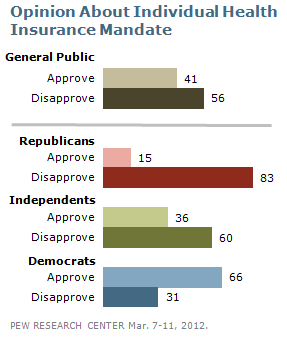 Opinion About Individual Health
Insurance Mandate
General Public
Approve 41
Disapprove 56
Republicans
Approve 15
Disapprove 83
Independents
Approve 36
Disapprove 60
Democrats
Approve 66
Disapprove 31
PEW RESEARCH CENTER Mar. 7-11, 2012.